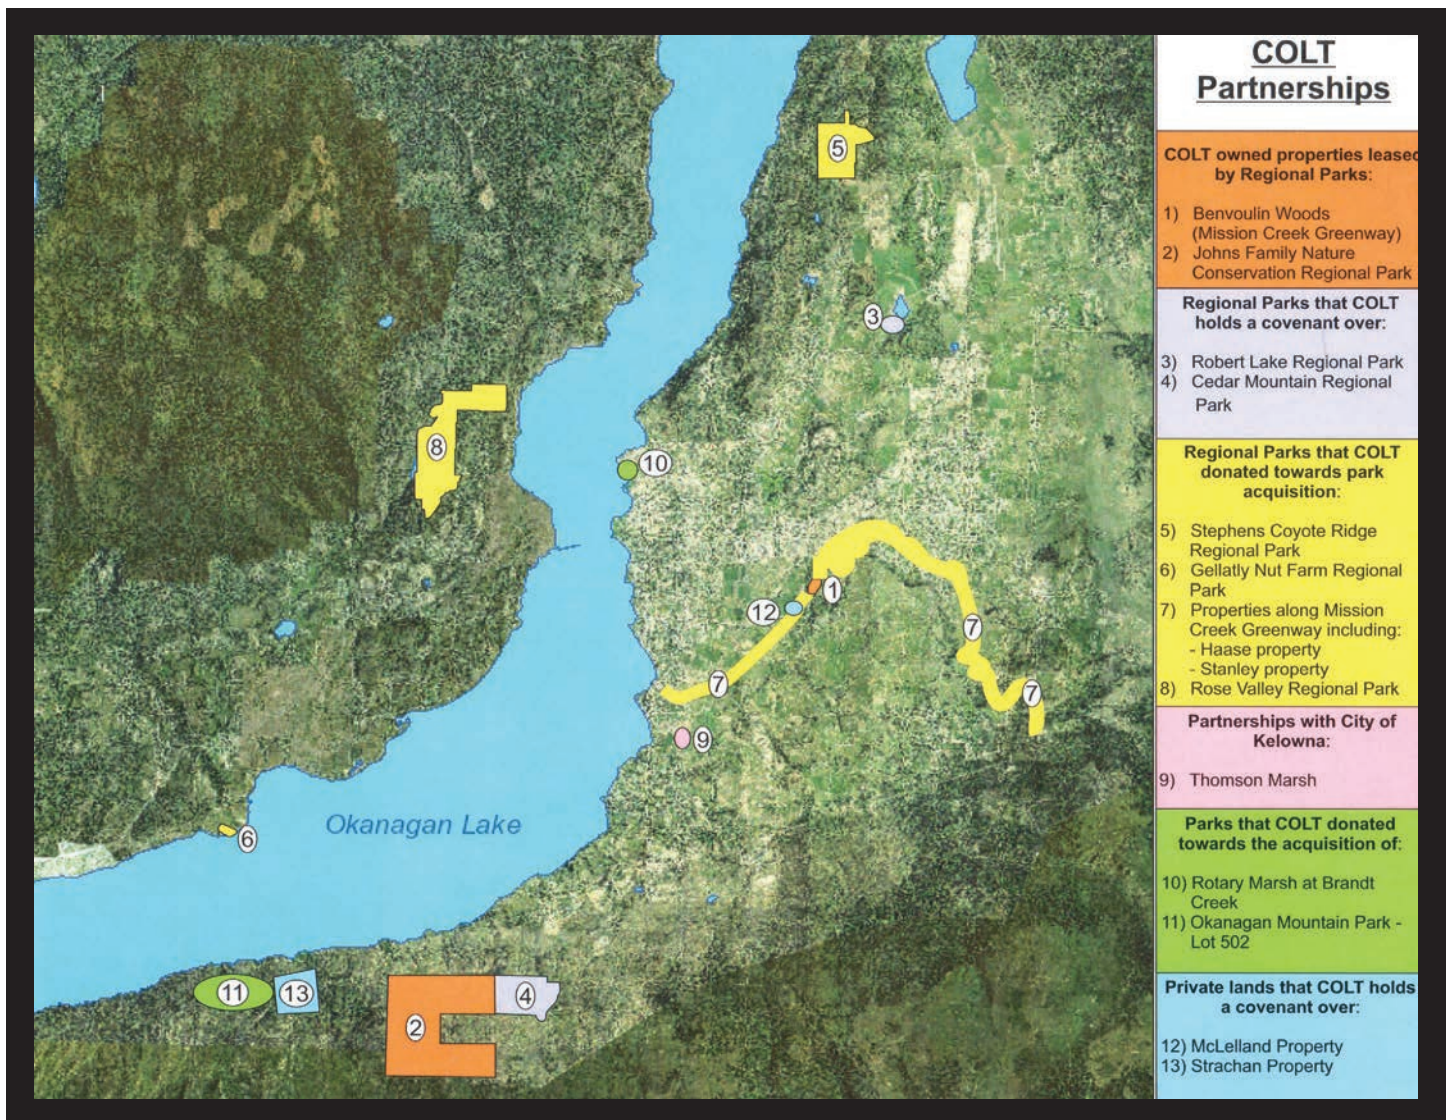 COLT
Partnerships
COLT owned properties leased
by Regional Parks:
1) Benvoulin Woods
(Mission Creek Greenway)
2) Johns Family Nature
Conservation Regional Park
Regional Parks that COLT
holds a covenant over:
3) Robert Lake Regional Park
4) Cedar Mountain Regional
Park
Regional Parks that COLT
donated towards park
acquisition:
5) Stephens Coyote Ridge
Regional Park
6) Gellatly Nut Farm Regional
Park
7) Properties along Mission
Creek Greenway including:
- Haase property
- Stanley property
8) Rose Valley Regional Park
Partnerships with City of
Kelowna:
9) Thomson Marsh
Parks that COLT donated
towards the acquisition of:
10) Rotary Marsh at Brandt
Creek
11) Okanagan Mountain Park -
Lot 502
Private lands that COLT holds
a covenant over:
12) McLelland Property
13) Strachan Property
5
3
8
10
1
12
7
7
7
9
Okanagan Lake
6
11
13
4
2